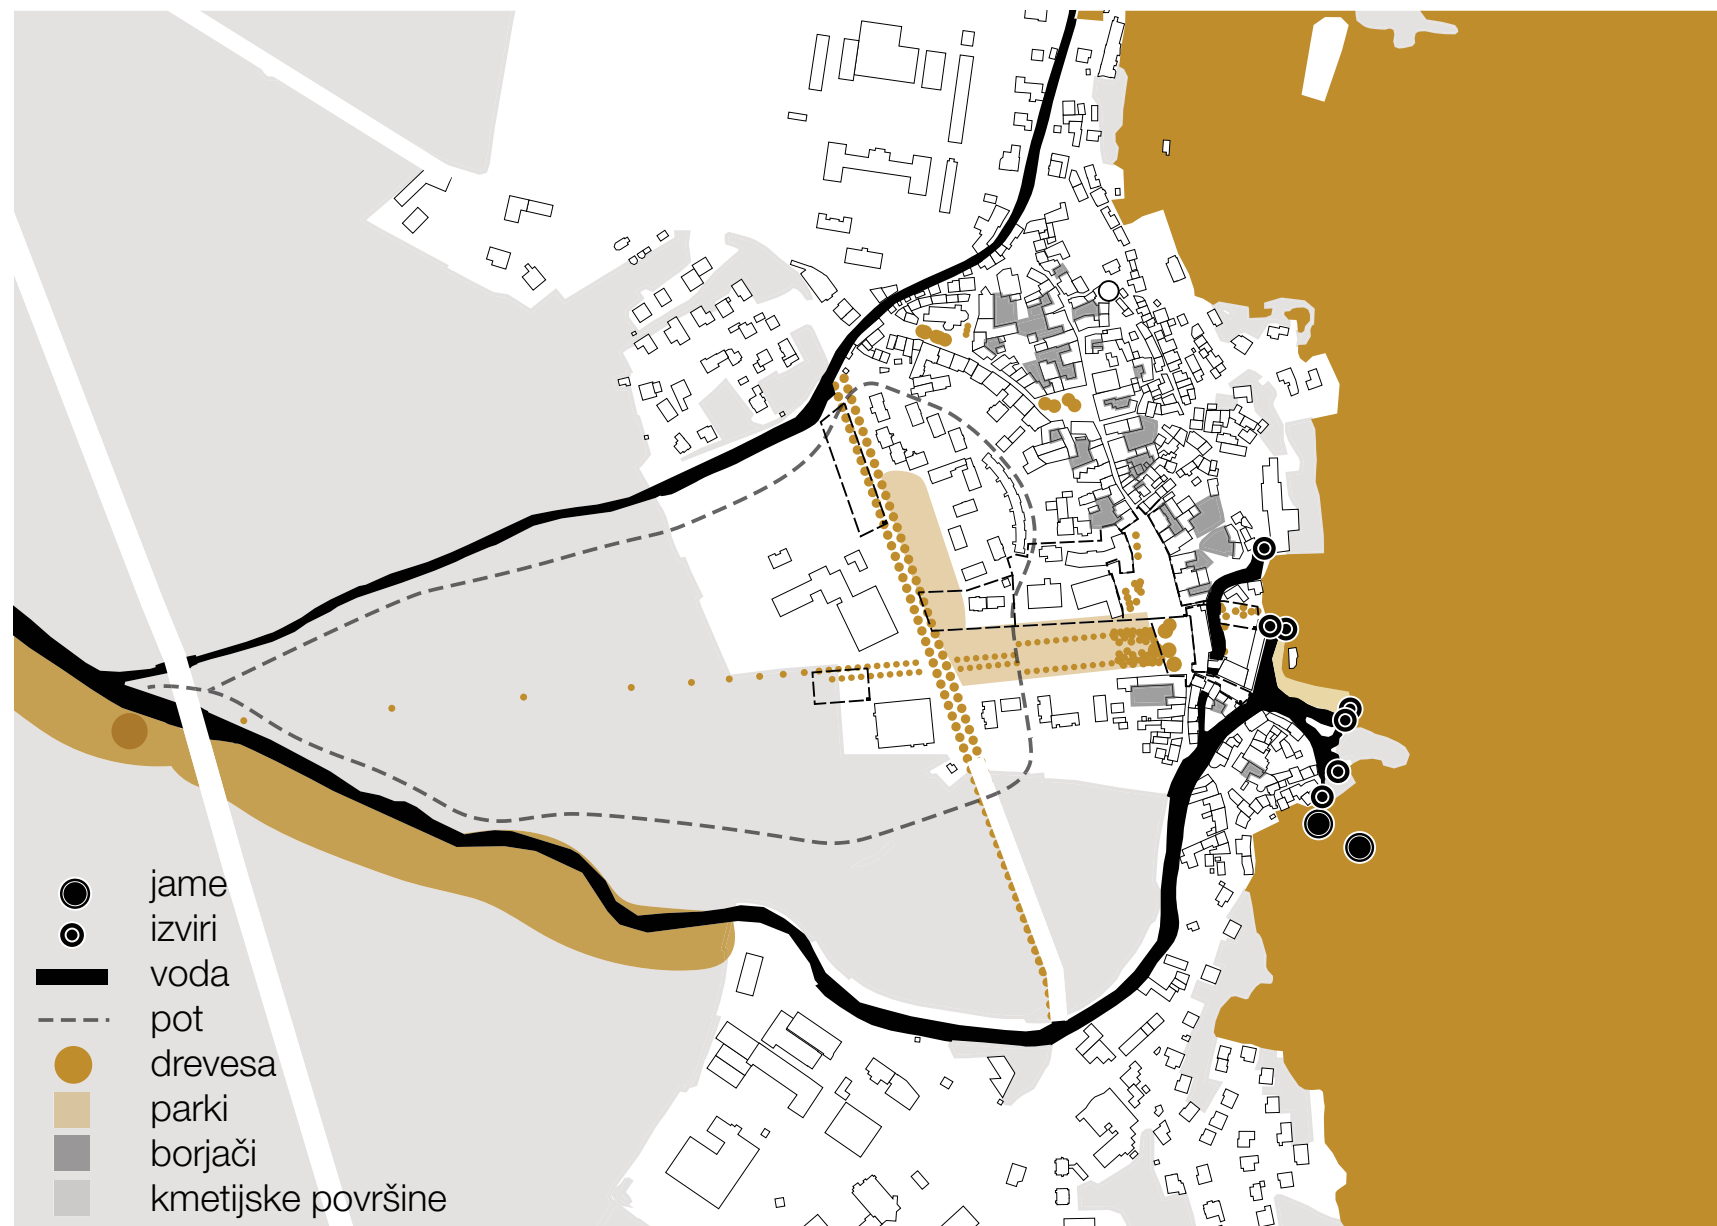 jame
izviri
voda
pot
drevesa
parki
borjači
kmetijske površine